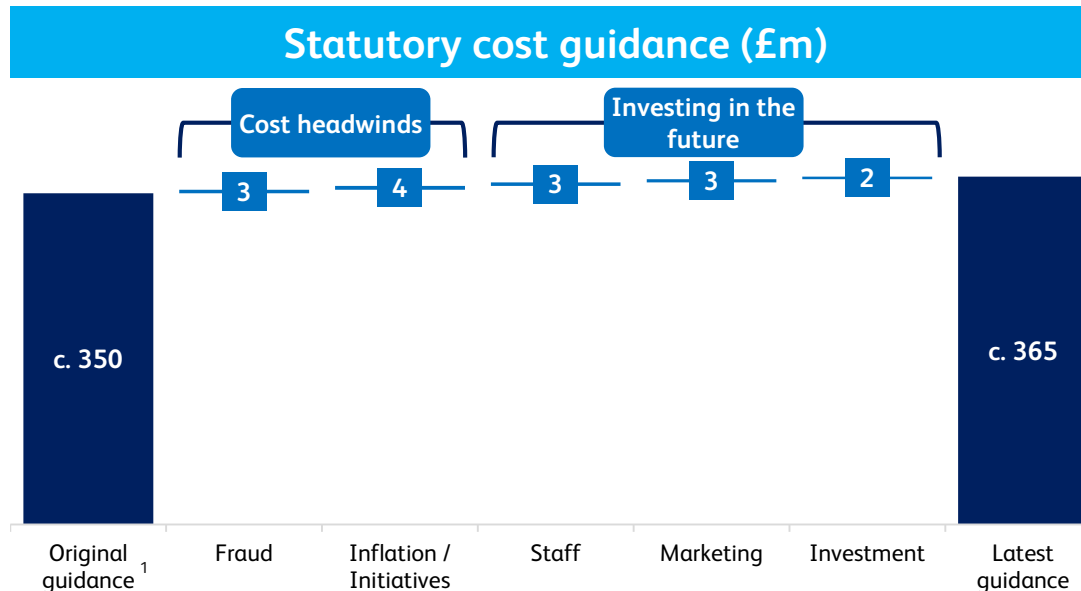 Statutory cost guidance (£m)
Cost headwinds
Investing in the
future
3
4
3
3
2
c. 350
c. 365
Original
guidance 1
Fraud
Inflation /
Initiatives
Staff
Marketing
Investment
Latest
guidance